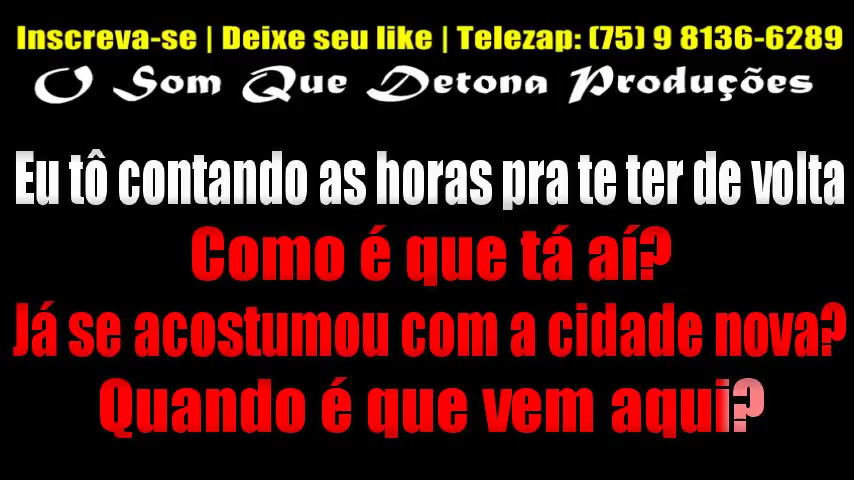 Inscreva-se | Deixe seu like | Telezap: (75) 9 8136-6289
O Som Que Detona Produções
Eu tô contando as horas pra te ter de volta
Como é que tá aí?
Já se acostumou com a cidade nova?
Quando é que vem aqui?